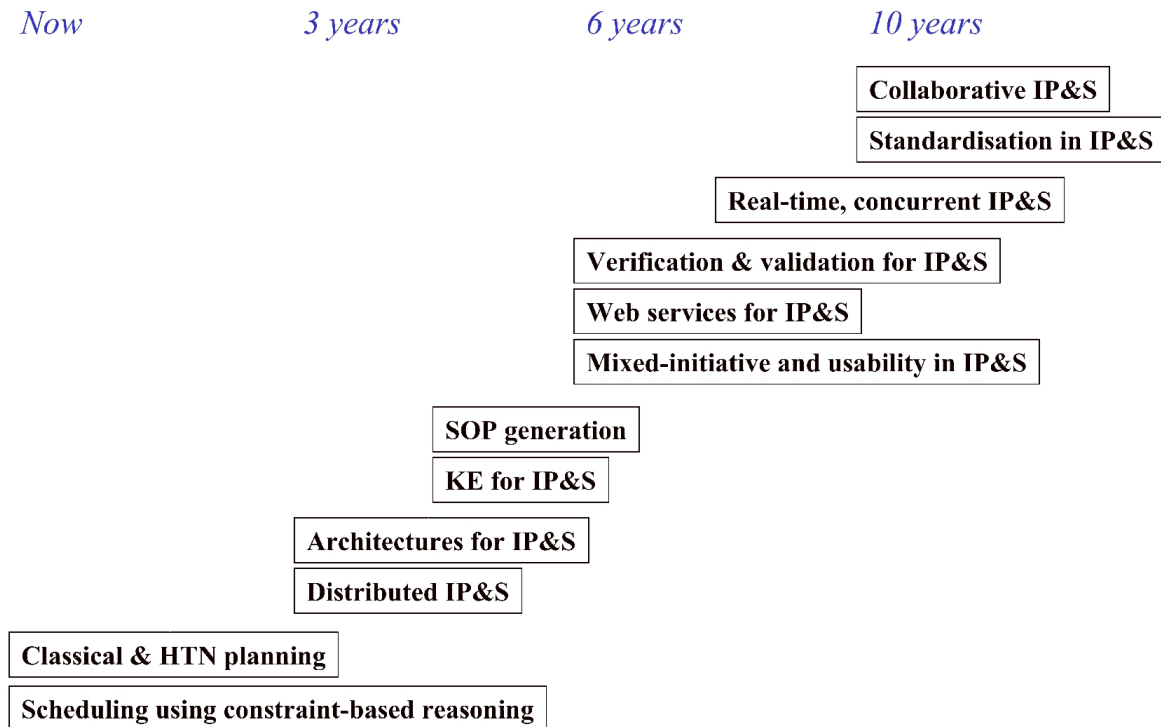 Now 3 years 6 years 10 years
Collaborative IP&S
Standardisation in IP&S
Real-time, concurrent IP&S
Verification & validation for IP&S
Web services for IP&S
Mixed-initiative and usability in IP&S
SOP generation
KE for IP&S
Architectures for IP&S
Distributed IP&S
Classical & HTN planning
Scheduling using constraint-based reasoning